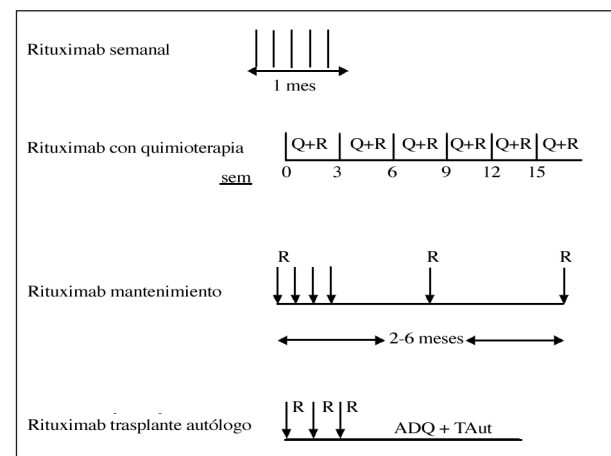 Rituximab semanal
1 mes
Rituximab con quimioterapia
Q+R Q+R Q+R Q+R Q+R Q+R
sem 0 3 6 9 12 15
R R R
Rituximab mantenimiento
2-6 meses
R R R
Rituximab trasplante autólogo
ADQ + TAut